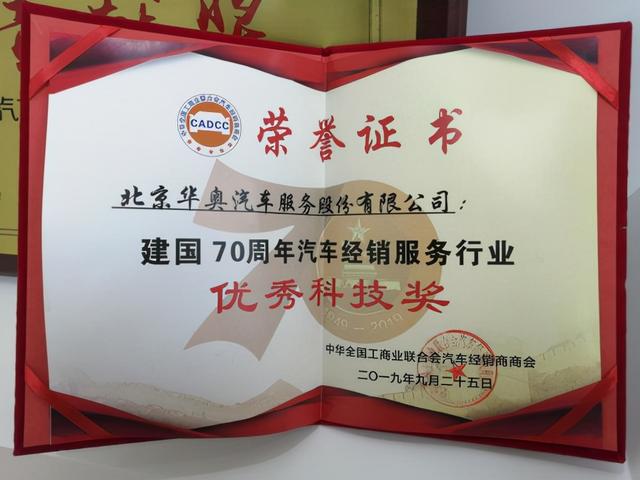 CADCC
荣誉证书
北京华奥汽车服务股份有限公司：
建国70周年汽车经销服务行业
优秀科技奖
1949—2019
中华全国工商业联合会汽车经销商商会
二〇一九年九月二十五日